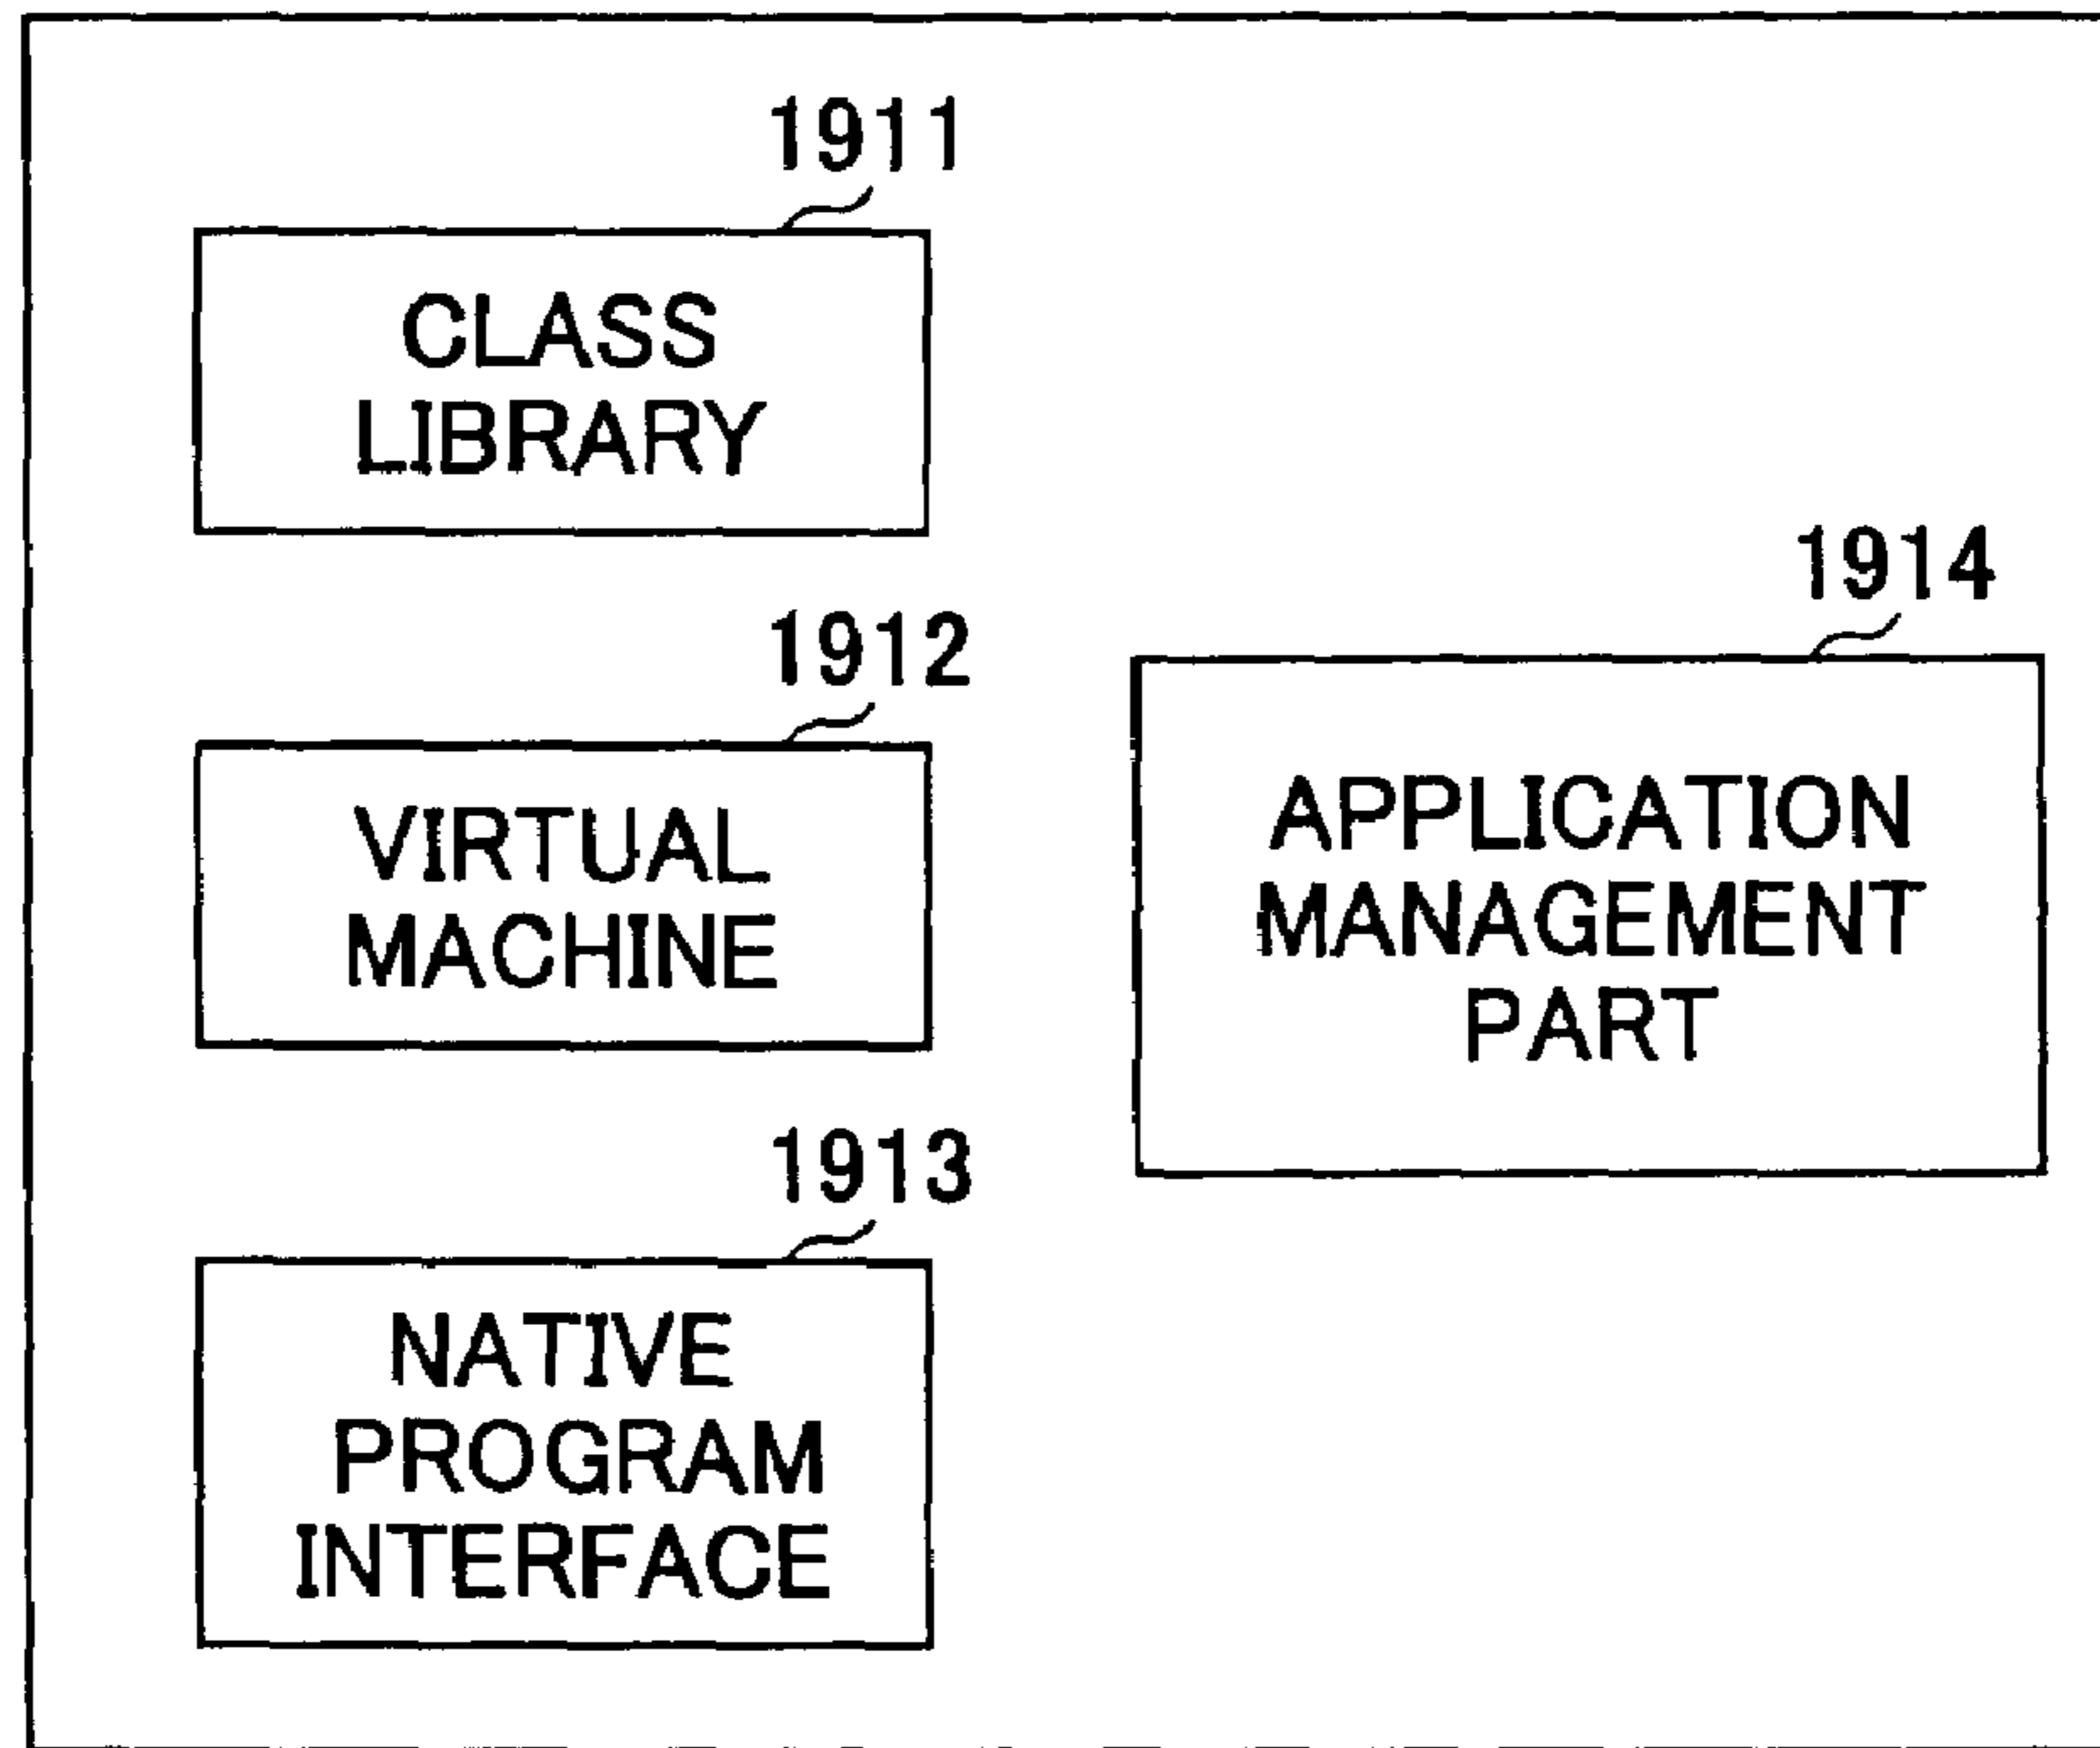 1911
CLASS
LIBRARY
1912
VIRTUAL
MACHINE
1913
NATIVE
PROGRAM
INTERFACE
1914
APPLICATION
MANAGEMENT
PART